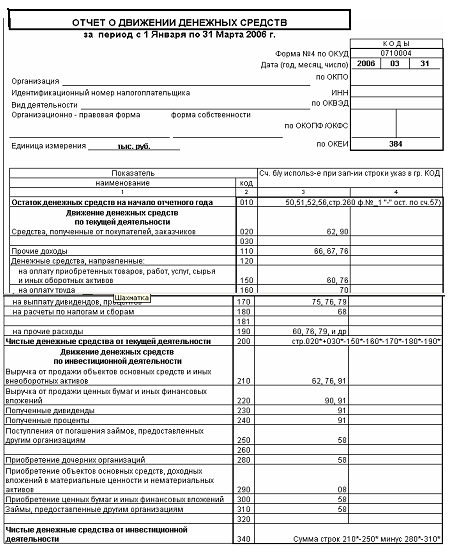 ОТЧЕТ О ДВИЖЕНИИ ДЕНЕЖНЫХ СРЕДСТВ
за период с 1 Января по 31 Марта 2006 г.
К О Д Ы
Форма №4 по ОКУД 0710004
Дата (год, месяц, число) 2006 03 31
Организация по ОКПО
Идентификационный номер налогоплательщика ИНН
Вид деятельности по ОКВЭД
Организационно - правовая форма форма собственности
по ОКОПФ /ОКФС
Единица измерения тыс. руб. по ОКЕИ 384
Показатель Сч. б/у использ-е при зап-ии строки указ в гр. КОД
наименование код
1 2 3 4
Остаток денежных средств на начало отчетного года 010 50,51,52,56,стр.260 ф.№_1 "-" ост. по сч.57)
Движение денежных средств
по текущей деятельности
Средства, полученные от покупателей, заказчиков 020 62, 90
030
Прочие доходы 110 66, 67, 76
Денежные средства, направленные: 120
на оплату приобретенных товаров, работ, услуг, сырья
и иных оборотных активов 150 60, 76
на оплату труда 160 70
Шахматка
на выплату дивидендов, процентов 170 75, 76, 79
на расчеты по налогам и сборам 180 68
181
на прочие расходы 190 60, 76, 79, и др
Чистые денежные средства от текущей деятельности 200 стр.020*+030*-150*-160*-170*-180*-190*
Движение денежных средств
по инвестиционной деятельности
Выручка от продажи объектов основных средств и иных
внеоборотных активов 210 62, 76, 91
Выручка от продажи ценных бумаг и иных финансовых
вложений 220 90, 91
Полученные дивиденды 230 91
Полученные проценты 240 91
Поступления от погашения займов, предоставленных
другим организациям 250 58
260
Приобретение дочерних организаций 280 58
Приобретение объектов основных средств, доходных
вложений в материальные ценности и нематериальных
активов 290 08
Приобретение ценных бумаг и иных финансовых вложений 300 58
Займы, предоставленные другим организациям 310 58
320
Чистые денежные средства от инвестиционной
деятельности 340 Сумма строк 210*-250* минус 280*-310*